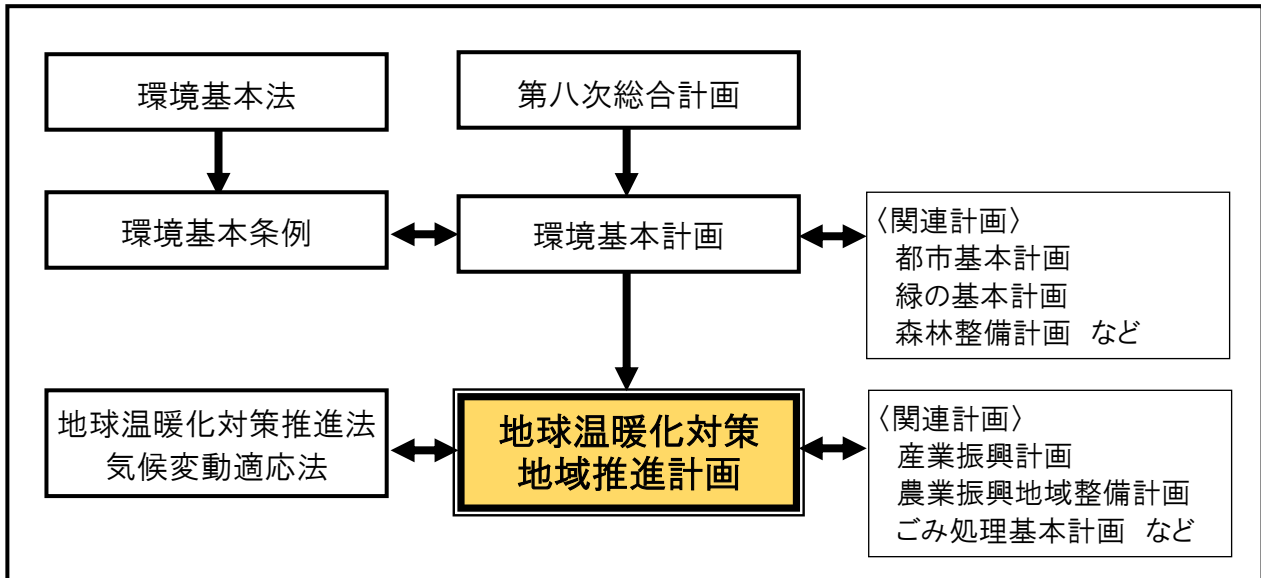 環境基本法
第八次総合計画
環境基本条例
環境基本計画
〈関連計画〉
都市基本計画
緑の基本計画
森林整備計画 など
地球温暖化対策推進法
気候変動適応法
地球温暖化対策
地域推進計画
〈関連計画〉
産業振興計画
農業振興地域整備計画
ごみ処理基本計画 など